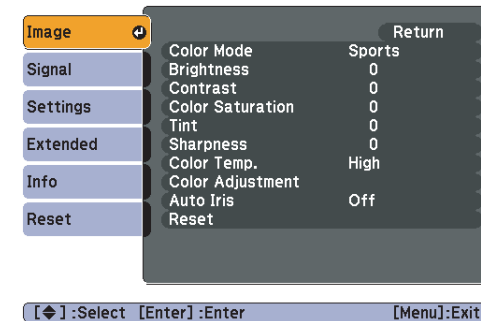 Image
Signal
Settings
Extended
Info
Reset
Return
Color Mode Sports
Brightness 0
Contrast 0
Color Saturation 0
Tint 0
Sharpness 0
Color Temp. High
Color Adjustment
Auto Iris Off
Reset
[◆] :Select [Enter] :Enter [Menu]:Exit